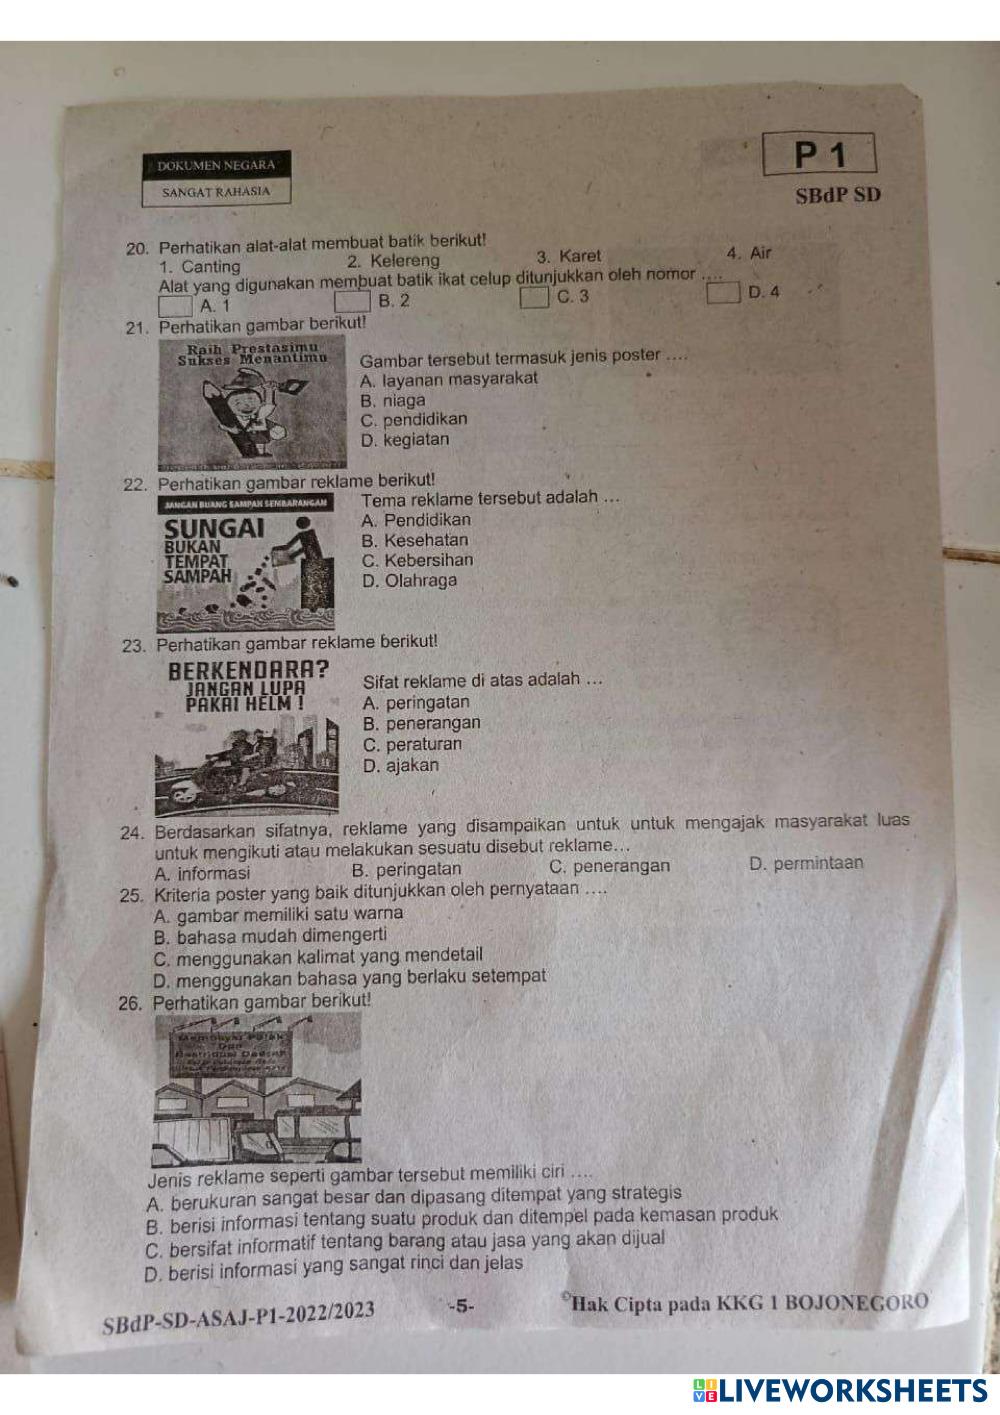 DOKUMEN NEGARA
SANGAT RAHASIA
P 1
SBdP SD
20. Perhatikan alat-alat membuat batik berikut!
1. Canting 2. Kelereng 3. Karet 4. Air
Alat yang digunakan membuat batik ikat celup ditunjukkan oleh nomor ....
A. 1 B. 2 C. 3 D. 4
21. Perhatikan gambar berikut!
Raih Prestasimu
Sukses Menantimu
Gambar tersebut termasuk jenis poster ....
A. layanan masyarakat
B. niaga
C. pendidikan
D. kegiatan
22. Perhatikan gambar reklame berikut!
JANGAN BUANG SAMPAH SEMBARANGAN
SUNGAI
BUKAN
TEMPAT
SAMPAH
Tema reklame tersebut adalah ...
A. Pendidikan
B. Kesehatan
C. Kebersihan
D. Olahraga
23. Perhatikan gambar reklame berikut!
BERKENDARA?
JANGAN LUPA
PAKAI HELM !
Sifat reklame di atas adalah ...
A. peringatan
B. penerangan
C. peraturan
D. ajakan
24. Berdasarkan sifatnya, reklame yang disampaikan untuk untuk mengajak masyarakat luas
untuk mengikuti atau melakukan sesuatu disebut reklame...
A. informasi B. peringatan C. penerangan D. permintaan
25. Kriteria poster yang baik ditunjukkan oleh pernyataan ....
A. gambar memiliki satu warna
B. bahasa mudah dimengerti
C. menggunakan kalimat yang mendetail
D. menggunakan bahasa yang berlaku setempat
26. Perhatikan gambar berikut!
Membayar Pajak
Dan
Jenis reklame seperti gambar tersebut memiliki ciri ....
A. berukuran sangat besar dan dipasang ditempat yang strategis
B. berisi informasi tentang suatu produk dan ditempel pada kemasan produk
C. bersifat informatif tentang barang atau jasa yang akan dijual
D. berisi informasi yang sangat rinci dan jelas
SBdP-SD-ASAJ-P1-2022/2023 -5- ©Hak Cipta pada KKG 1 BOJONEGORO
LIVE LIVEWORKSHEETS